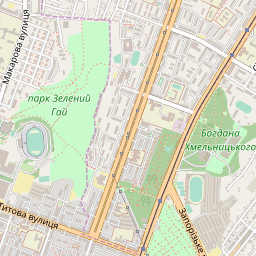 Макарова вулиця
парк Зелений
Гай
Богдана
Хмельницького
Титова вулиця
Запорізьке